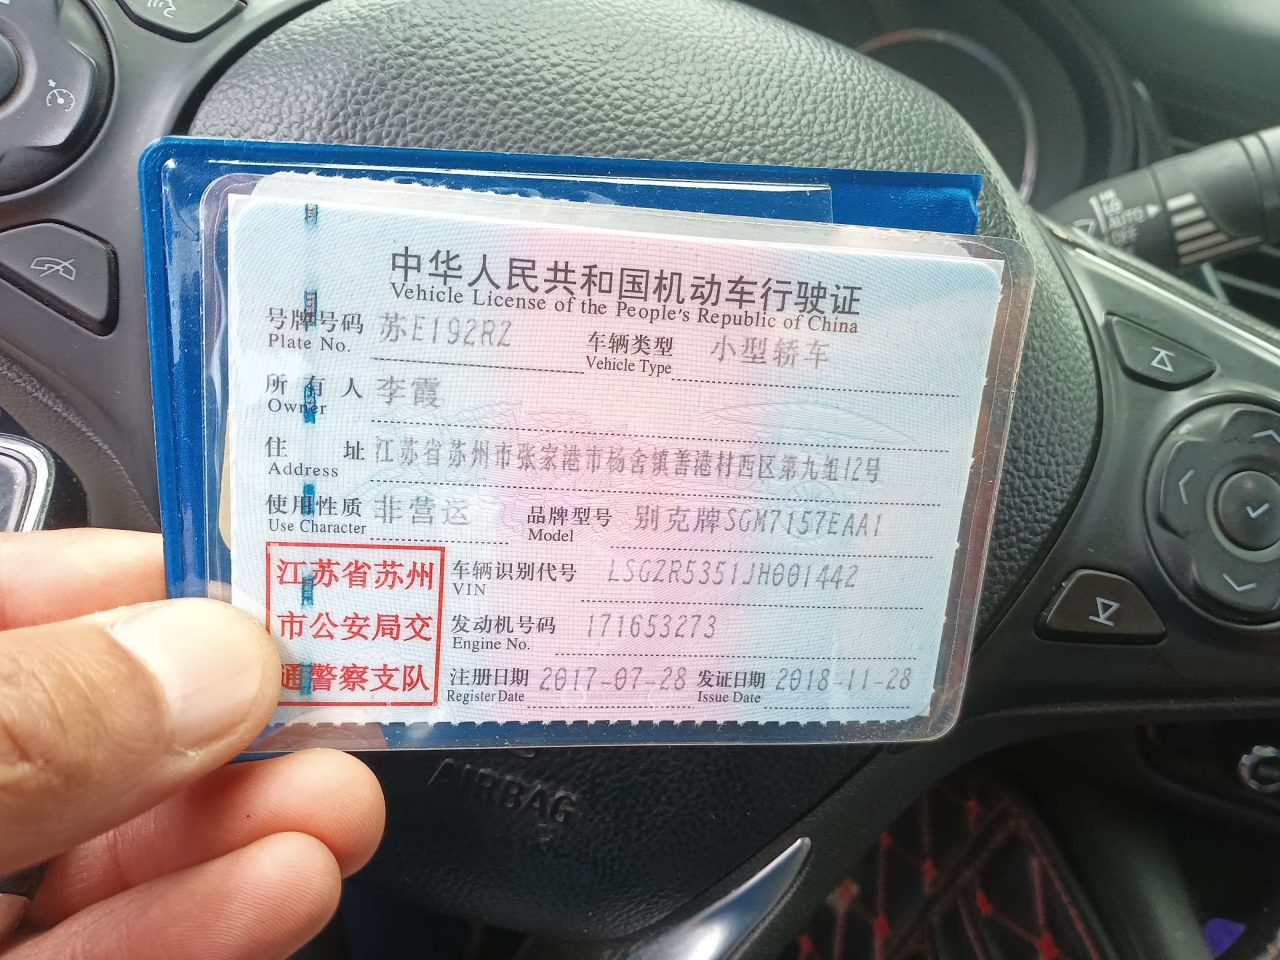 中华人民共和国机动车行驶证
Vehicle License of the People's Republic of China
号牌号码 苏E192RZ 车辆类型 小型轿车
Plate No. Vehicle Type
所有人 李霞
Owner
住址 江苏省苏州市张家港市杨舍镇善港村西区第九组12号
Address
使用性质 非营运 品牌型号 别克牌SGM7157EAA1
Use Character Model
江苏省苏州
市公安局交
通警察支队
车辆识别代号 LSGZR5351JH001442
VIN
发动机号码 171653273
Engine No.
注册日期 2017-07-28 发证日期 2018-11-28
Register Date Issue Date
AIRBAG
AUTO